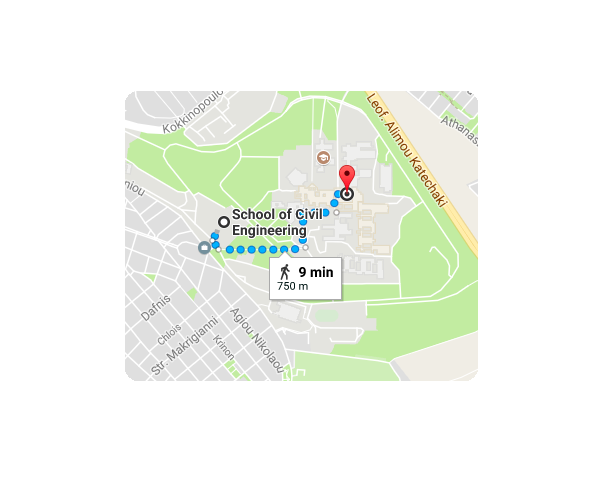 Kokkinopoulo
Leof. Alimou Katechaki
Athanas
niou
School of Civil
Engineering
9 min
750 m
Dafnis
Chlois
Str. Makrigianni
Krinon
Agiou Nikolaou